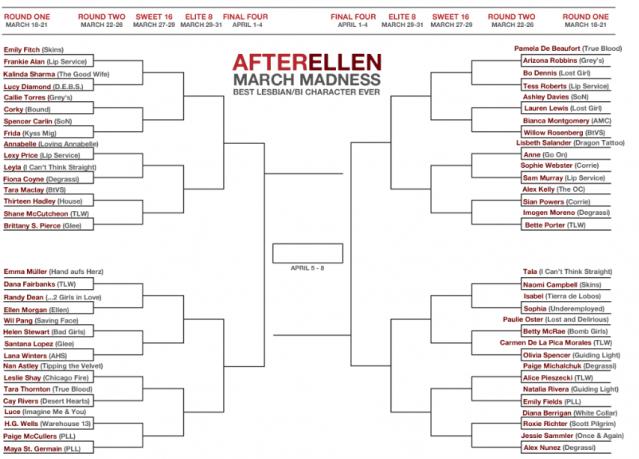 ROUND ONE
MARCH 18-21
ROUND TWO
MARCH 22-26
SWEET 16
MARCH 27-29
ELITE 8
MARCH 29-31
FINAL FOUR
APRIL 1-4
FINAL FOUR
APRIL 1-4
ELITE 8
MARCH 29-31
SWEET 16
MARCH 27-29
ROUND TWO
MARCH 22-26
ROUND ONE
MARCH 18-21
AFTERELLEN
MARCH MADNESS
BEST LESBIAN/BI CHARACTER EVER
Emily Fitch (Skins)
Frankie Alan (Lip Service)
Kalinda Sharma (The Good Wife)
Lucy Diamond (D.E.B.S.)
Callie Torres (Grey's)
Corky (Bound)
Spencer Carlin (SoN)
Frida (Kyss Mig)
Annabelle (Loving Annabelle)
Lexy Price (Lip Service)
Leyla (I Can't Think Straight)
Fiona Coyne (Degrassi)
Tara Maclay (BtVS)
Thirteen Hadley (House)
Shane McCutcheon (TLW)
Brittany S. Pierce (Glee)
Pamela De Beaufort (True Blood)
Arizona Robbins (Grey's)
Bo Dennis (Lost Girl)
Tess Roberts (Lip Service)
Ashley Davies (SoN)
Lauren Lewis (Lost Girl)
Bianca Montgomery (AMC)
Willow Rosenberg (BtVS)
Lisbeth Salander (Dragon Tattoo)
Anne (Go On)
Sophie Webster (Corrie)
Sam Murray (Lip Service)
Alex Kelly (The OC)
Sian Powers (Corrie)
Imogen Moreno (Degrassi)
Bette Porter (TLW)
APRIL 5 - 8
Emma Müller (Hand aufs Herz)
Dana Fairbanks (TLW)
Randy Dean (...2 Girls in Love)
Ellen Morgan (Ellen)
Wil Pang (Saving Face)
Helen Stewart (Bad Girls)
Santana Lopez (Glee)
Lana Winters (AHS)
Nan Astley (Tipping the Velvet)
Leslie Shay (Chicago Fire)
Tara Thornton (True Blood)
Cay Rivers (Desert Hearts)
Luce (Imagine Me & You)
H.G. Wells (Warehouse 13)
Paige McCullers (PLL)
Maya St. Germain (PLL)
Tala (I Can't Think Straight)
Naomi Campbell (Skins)
Isabel (Tierra de Lobos)
Sophia (Underemployed)
Paulie Oster (Lost and Delirious)
Betty McRae (Bomb Girls)
Carmen De La Pica Morales (TLW)
Olivia Spencer (Guiding Light)
Paige Michalchuk (Degrassi)
Alice Pieszecki (TLW)
Natalia Rivera (Guiding Light)
Emily Fields (PLL)
Diana Berrigan (White Collar)
Roxie Richter (Scott Pilgrim)
Jessie Sammler (Once & Again)
Alex Nunez (Degrassi)